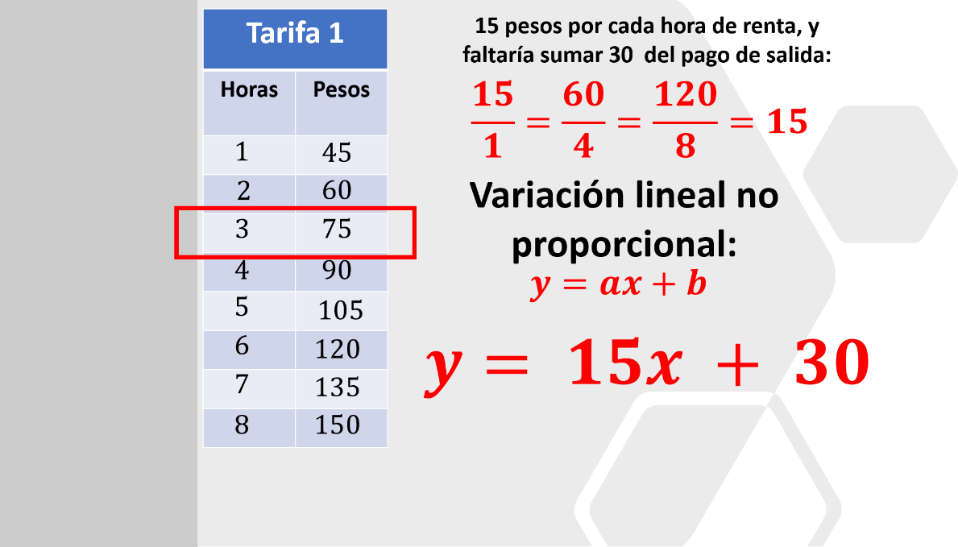 Tarifa 1
Horas Pesos
1 45
2 60
3 75
4 90
5 105
6 120
7 135
8 150
15 pesos por cada hora de renta, y
faltaría sumar 30 del pago de salida:
15/1 = 60/4 = 120/8 = 15
Variación lineal no
proporcional:
y = ax + b
y = 15x + 30